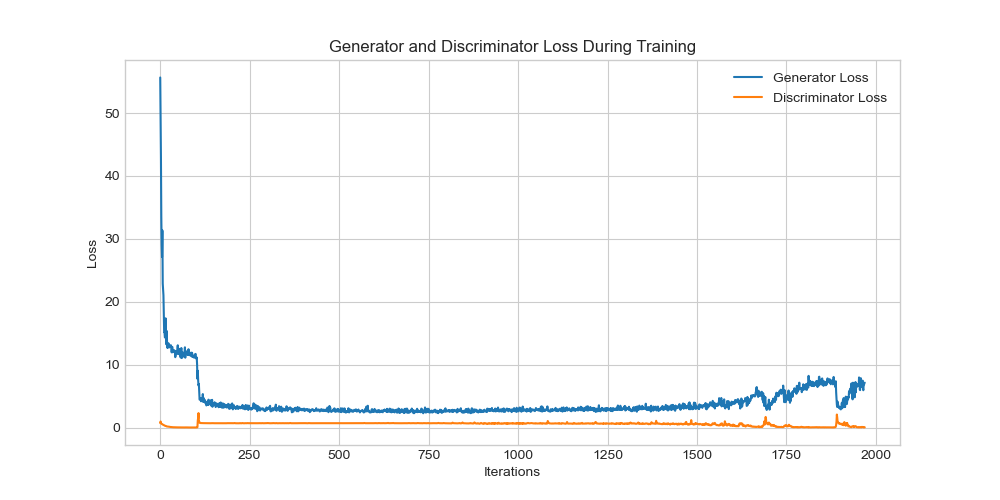 Generator and Discriminator Loss During Training
Generator Loss
Discriminator Loss
Loss
50
40
30
20
10
0
0 250 500 750 1000 1250 1500 1750 2000
Iterations